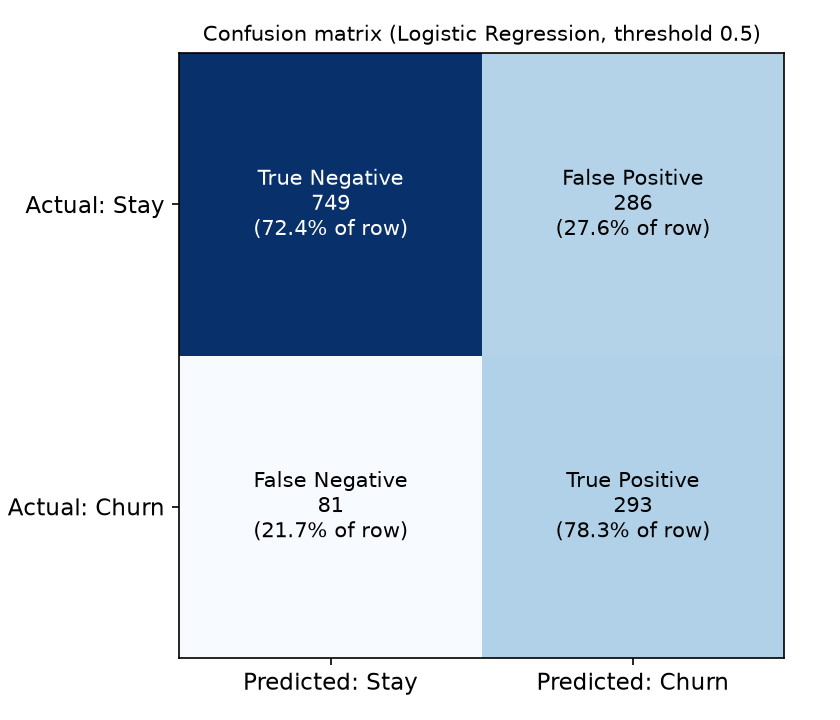 Confusion matrix (Logistic Regression, threshold 0.5)
Actual: Stay
True Negative
749
(72.4% of row)
False Positive
286
(27.6% of row)
Actual: Churn
False Negative
81
(21.7% of row)
True Positive
293
(78.3% of row)
Predicted: Stay
Predicted: Churn